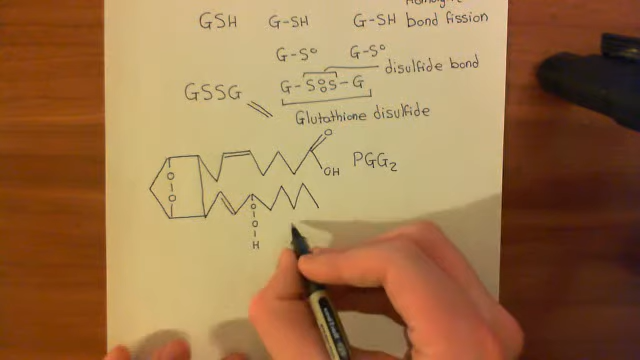 GSH G-SH G-SH bond fission
G-S° G-S°
disulfide bond
GSSG G-S°°S-G
Glutathione disulfide
O
OH
PGG₂
O
O
O
O
H